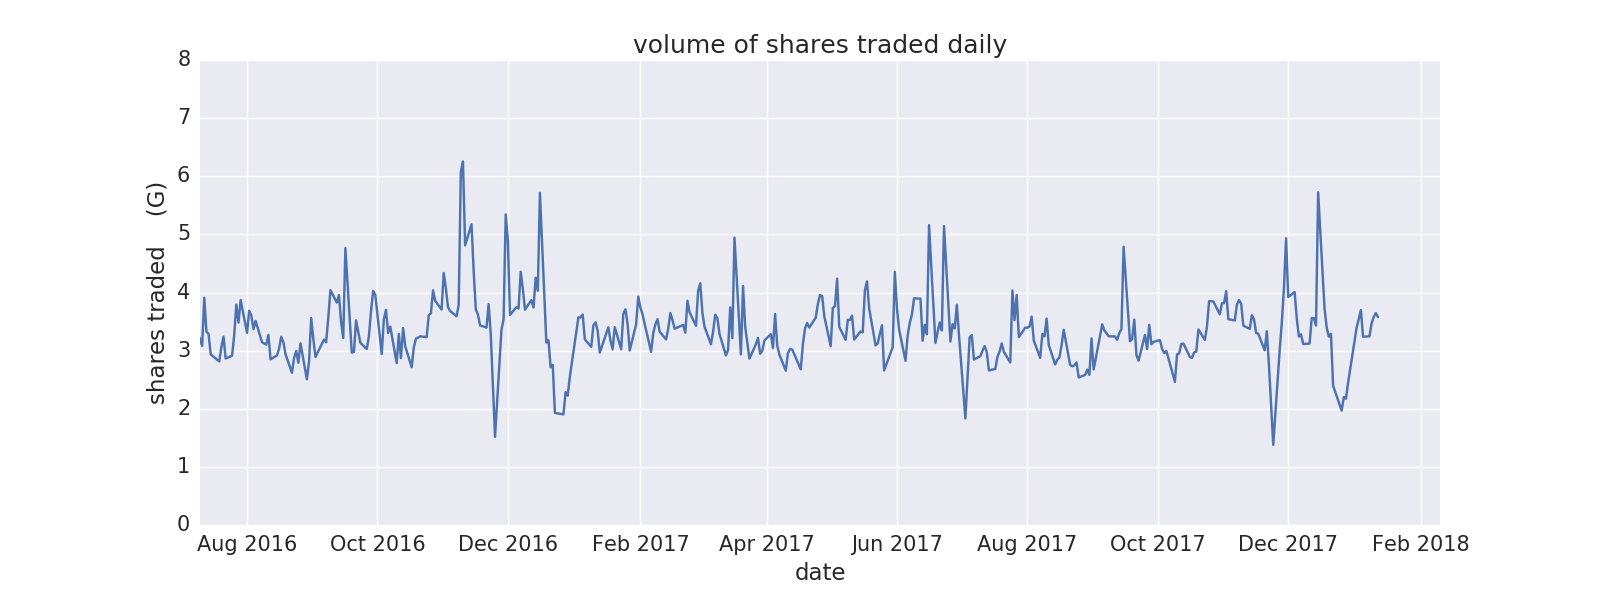 volume of shares traded daily
8
7
6
5
4
3
2
1
0
shares traded (G)
Aug 2016 Oct 2016 Dec 2016 Feb 2017 Apr 2017 Jun 2017 Aug 2017 Oct 2017 Dec 2017 Feb 2018
date